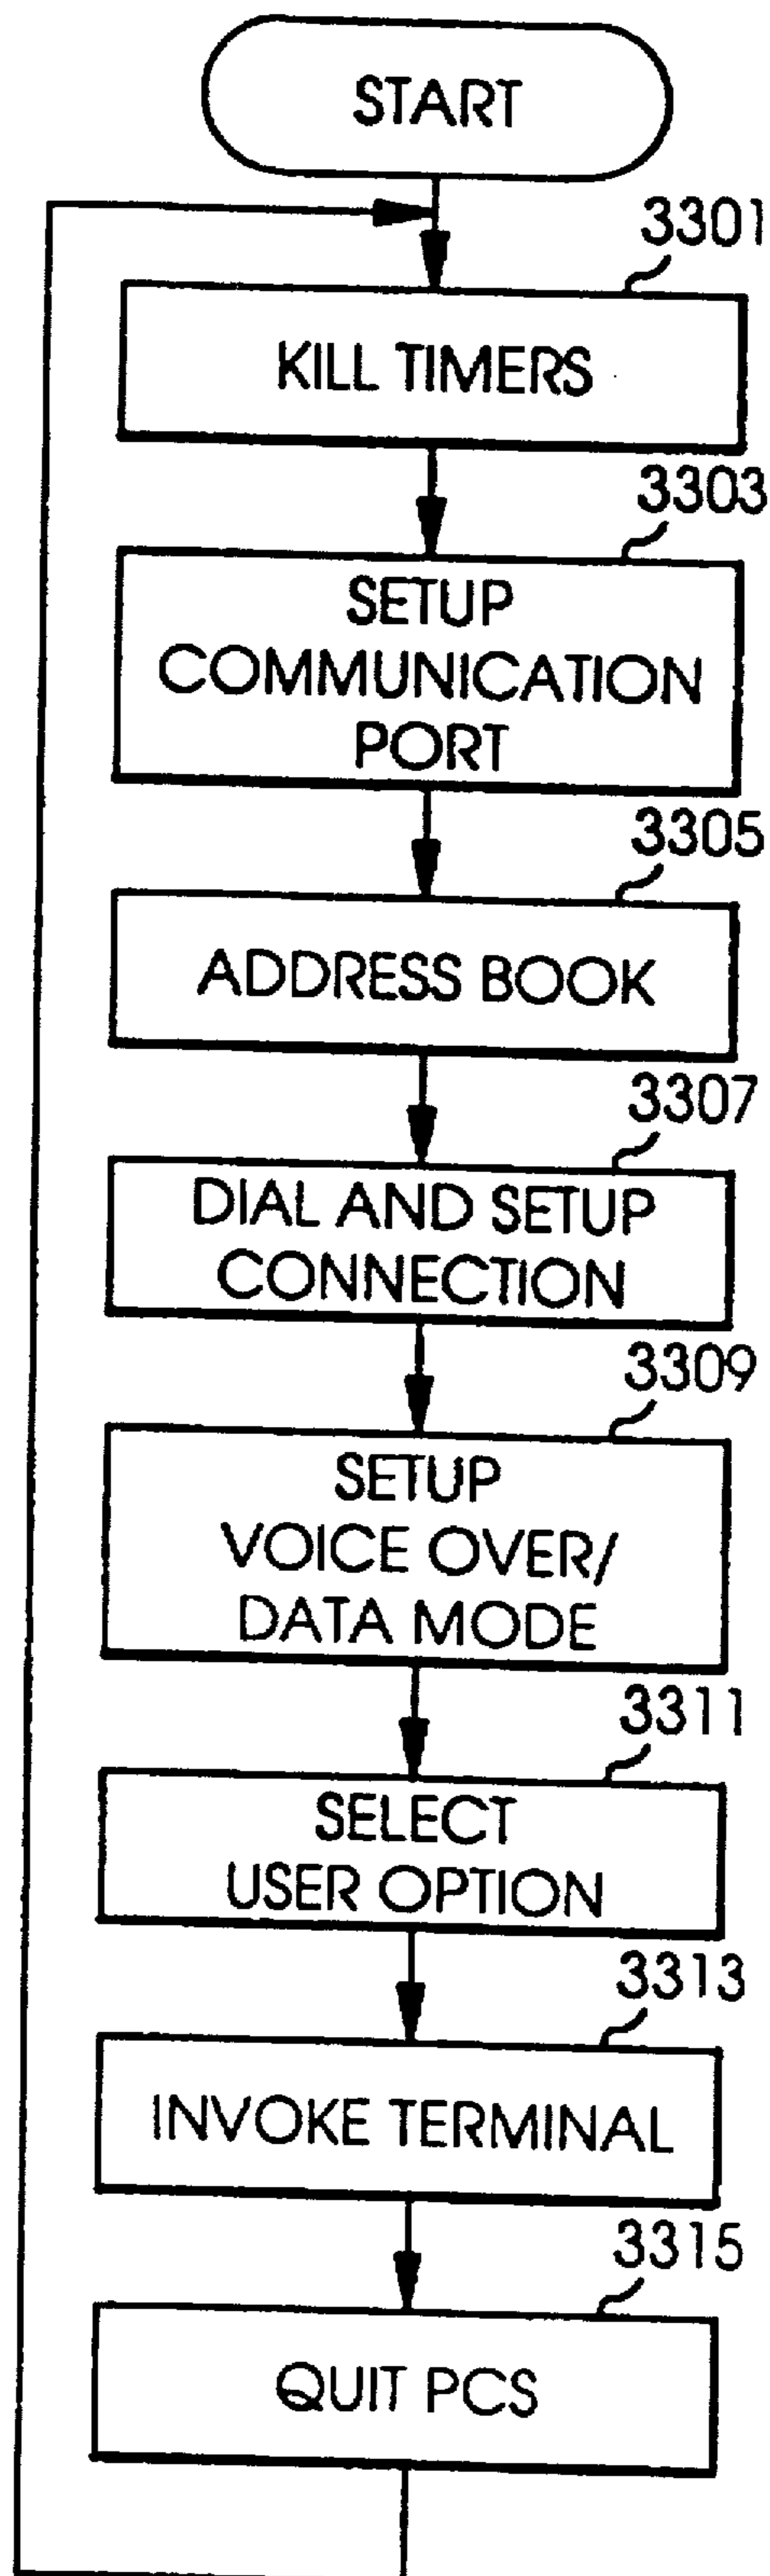 START
3301
KILL TIMERS
3303
SETUP
COMMUNICATION
PORT
3305
ADDRESS BOOK
3307
DIAL AND SETUP
CONNECTION
3309
SETUP
VOICE OVER/
DATA MODE
3311
SELECT
USER OPTION
3313
INVOKE TERMINAL
3315
QUIT PCS